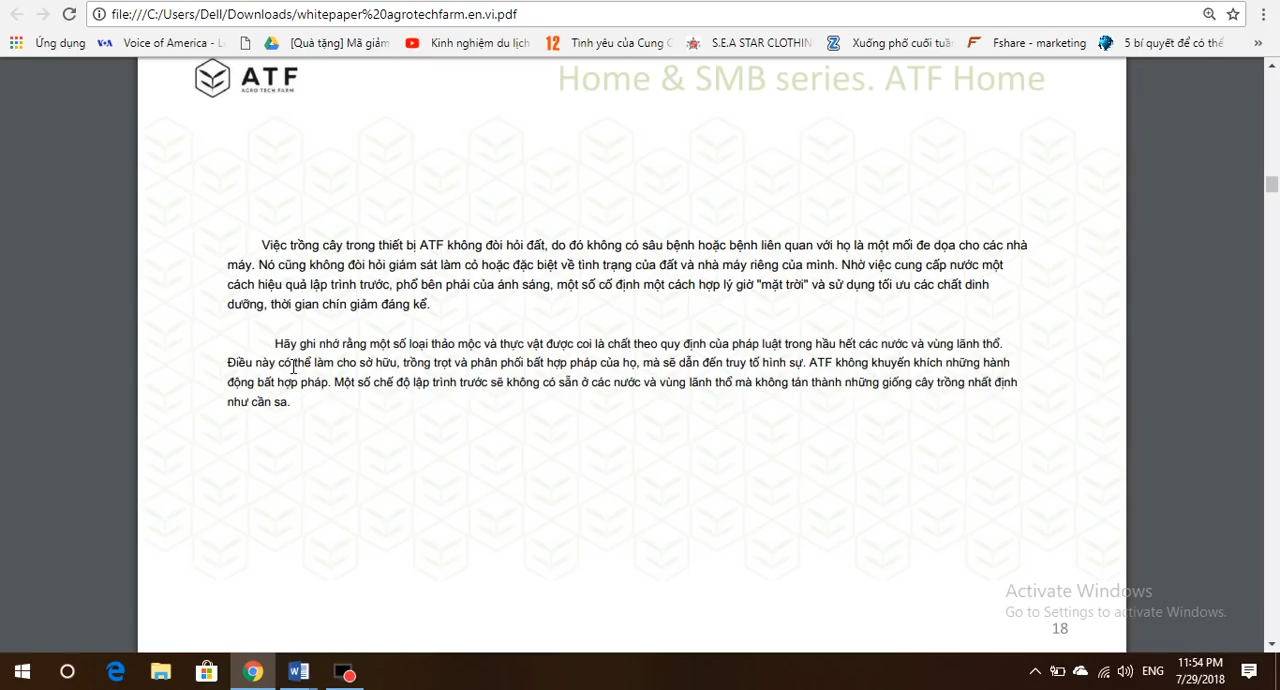 file:///C:/Users/Dell/Downloads/whitepaper%20agrotechfarm.en.vi.pdf
Ứng dụng Voice of America - L [Quà tặng] Mã giảm Kinh nghiệm du lịch 12 Tình yêu của Cung S.E.A STAR CLOTHIN Xuống phố cuối tuần Fshare - marketing 5 bí quyết để có thể »
ATF
AGRO TECH FARM
Home & SMB series. ATF Home
Việc trồng cây trong thiết bị ATF không đòi hỏi đất, do đó không có sâu bệnh hoặc bệnh liên quan với họ là một mối đe dọa cho các nhà
máy. Nó cũng không đòi hỏi giám sát làm cỏ hoặc đặc biệt về tình trạng của đất và nhà máy riêng của mình. Nhờ việc cung cấp nước một
cách hiệu quả lập trình trước, phổ bên phải của ánh sáng, một số cố định một cách hợp lý giờ "mặt trời" và sử dụng tối ưu các chất dinh
dưỡng, thời gian chín giảm đáng kể.
Hãy ghi nhớ rằng một số loại thảo mộc và thực vật được coi là chất theo quy định của pháp luật trong hầu hết các nước và vùng lãnh thổ.
Điều này có thể làm cho sở hữu, trồng trọt và phân phối bất hợp pháp của họ, mà sẽ dẫn đến truy tố hình sự. ATF không khuyến khích những hành
động bất hợp pháp. Một số chế độ lập trình trước sẽ không có sẵn ở các nước và vùng lãnh thổ mà không tán thành những giống cây trồng nhất định
như cần sa.
Activate Windows
Go to Settings to activate Windows.
18
ENG
11:54 PM
7/29/2018